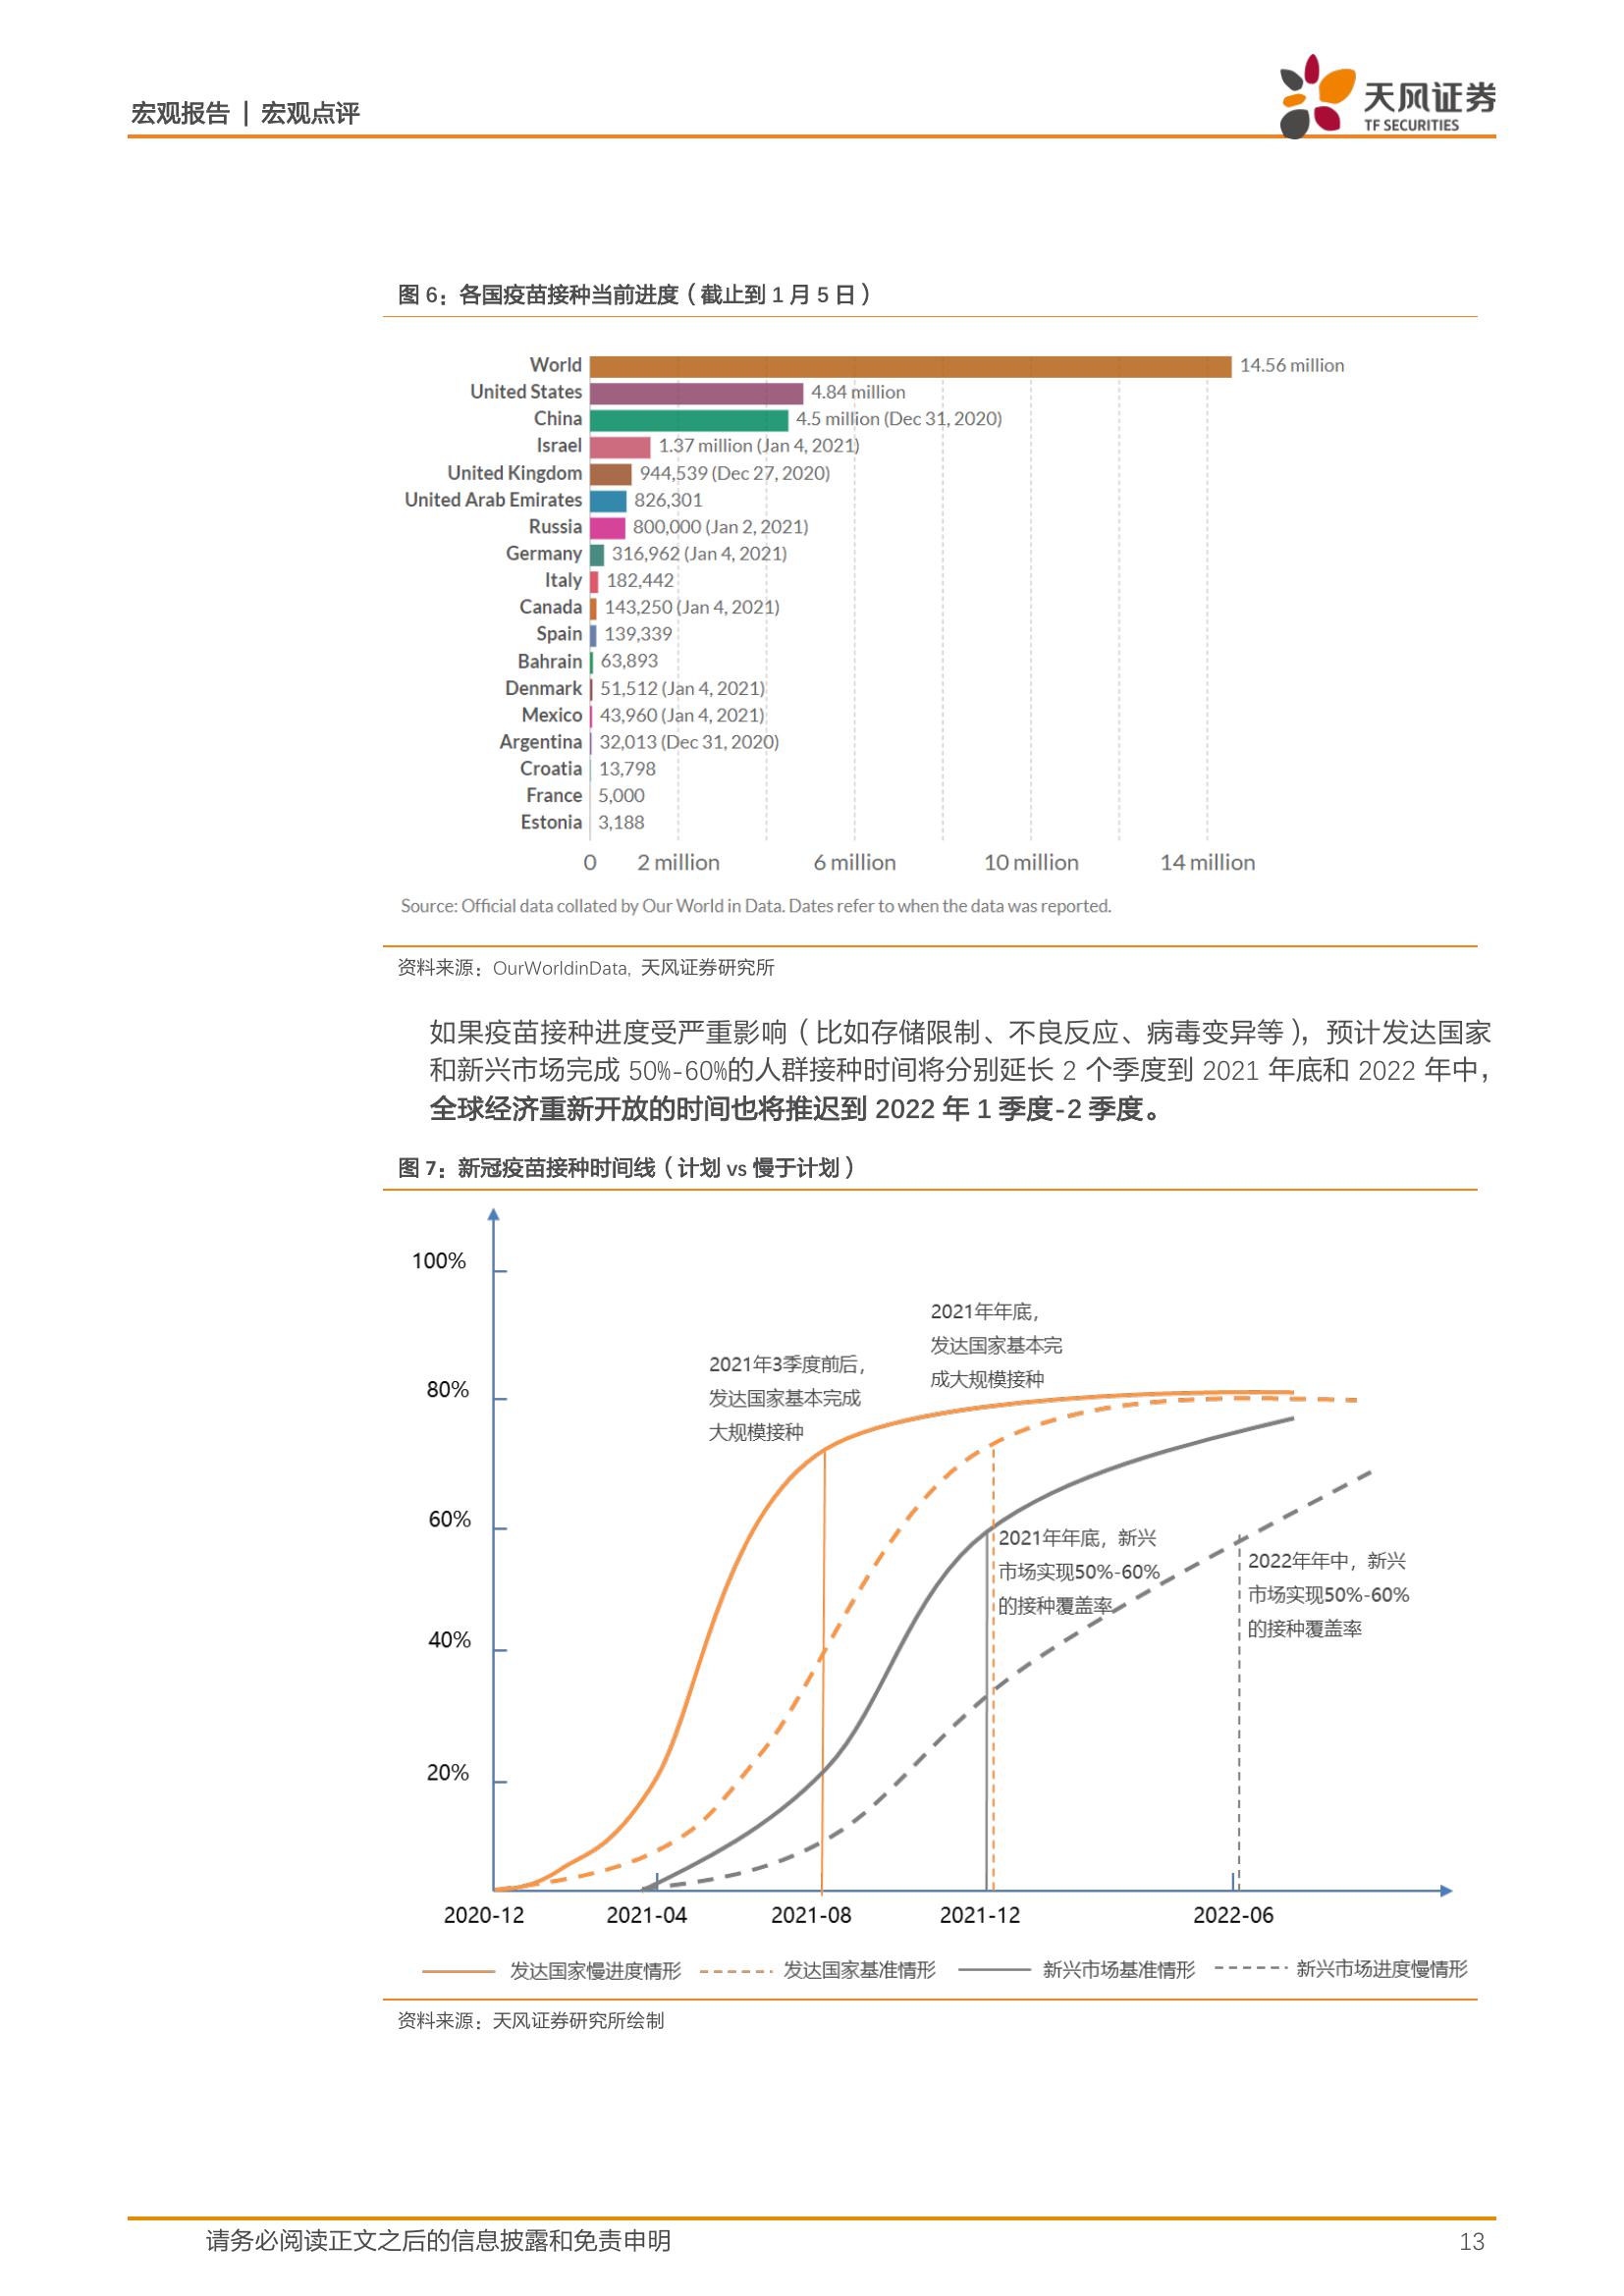 宏观报告 | 宏观点评
天风证券
TF SECURITIES
图 6：各国疫苗接种当前进度（截止到 1 月 5 日）
World 14.56 million
United States 4.84 million
China 4.5 million (Dec 31, 2020)
Israel 1.37 million (Jan 4, 2021)
United Kingdom 944,539 (Dec 27, 2020)
United Arab Emirates 826,301
Russia 800,000 (Jan 2, 2021)
Germany 316,962 (Jan 4, 2021)
Italy 182,442
Canada 143,250 (Jan 4, 2021)
Spain 139,339
Bahrain 63,893
Denmark 51,512 (Jan 4, 2021)
Mexico 43,960 (Jan 4, 2021)
Argentina 32,013 (Dec 31, 2020)
Croatia 13,798
France 5,000
Estonia 3,188
0 2 million 6 million 10 million 14 million
Source: Official data collated by Our World in Data. Dates refer to when the data was reported.
资料来源：OurWorldinData, 天风证券研究所
如果疫苗接种进度受严重影响（比如存储限制、不良反应、病毒变异等），预计发达国家
和新兴市场完成 50%-60%的人群接种时间将分别延长 2 个季度到 2021 年底和 2022 年中，
全球经济重新开放的时间也将推迟到 2022 年 1 季度-2 季度。
图 7：新冠疫苗接种时间线（计划 vs 慢于计划）
100%
80%
60%
40%
20%
2021年3季度前后，
发达国家基本完成
大规模接种
2021年年底，
发达国家基本完
成大规模接种
2021年年底，新兴
市场实现50%-60%
的接种覆盖率
2022年年中，新兴
市场实现50%-60%
的接种覆盖率
2020-12 2021-04 2021-08 2021-12 2022-06
发达国家慢进度情形 发达国家基准情形 新兴市场基准情形 新兴市场进度慢情形
资料来源：天风证券研究所绘制
请务必阅读正文之后的信息披露和免责申明 13